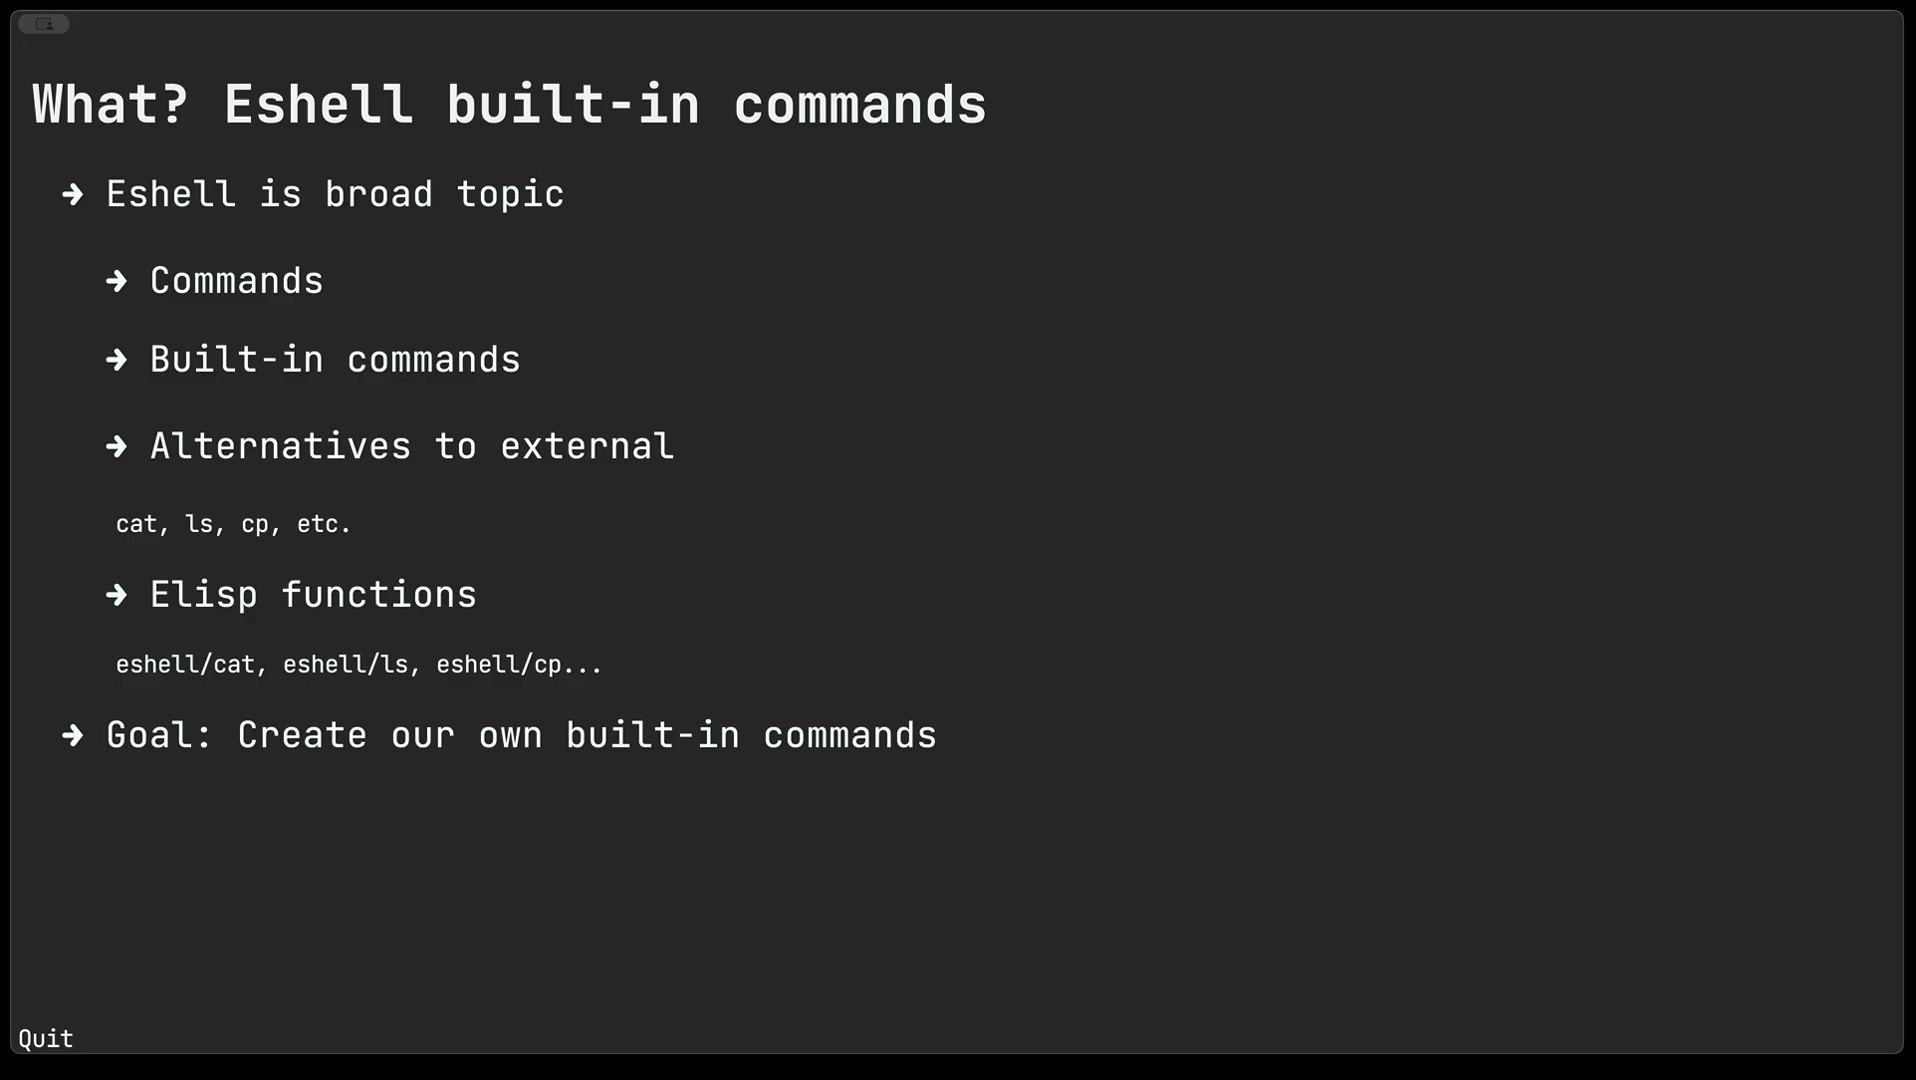 What? Eshell built-in commands
→ Eshell is broad topic
→ Commands
→ Built-in commands
→ Alternatives to external
cat, ls, cp, etc.
→ Elisp functions
eshell/cat, eshell/ls, eshell/cp...
→ Goal: Create our own built-in commands
Quit